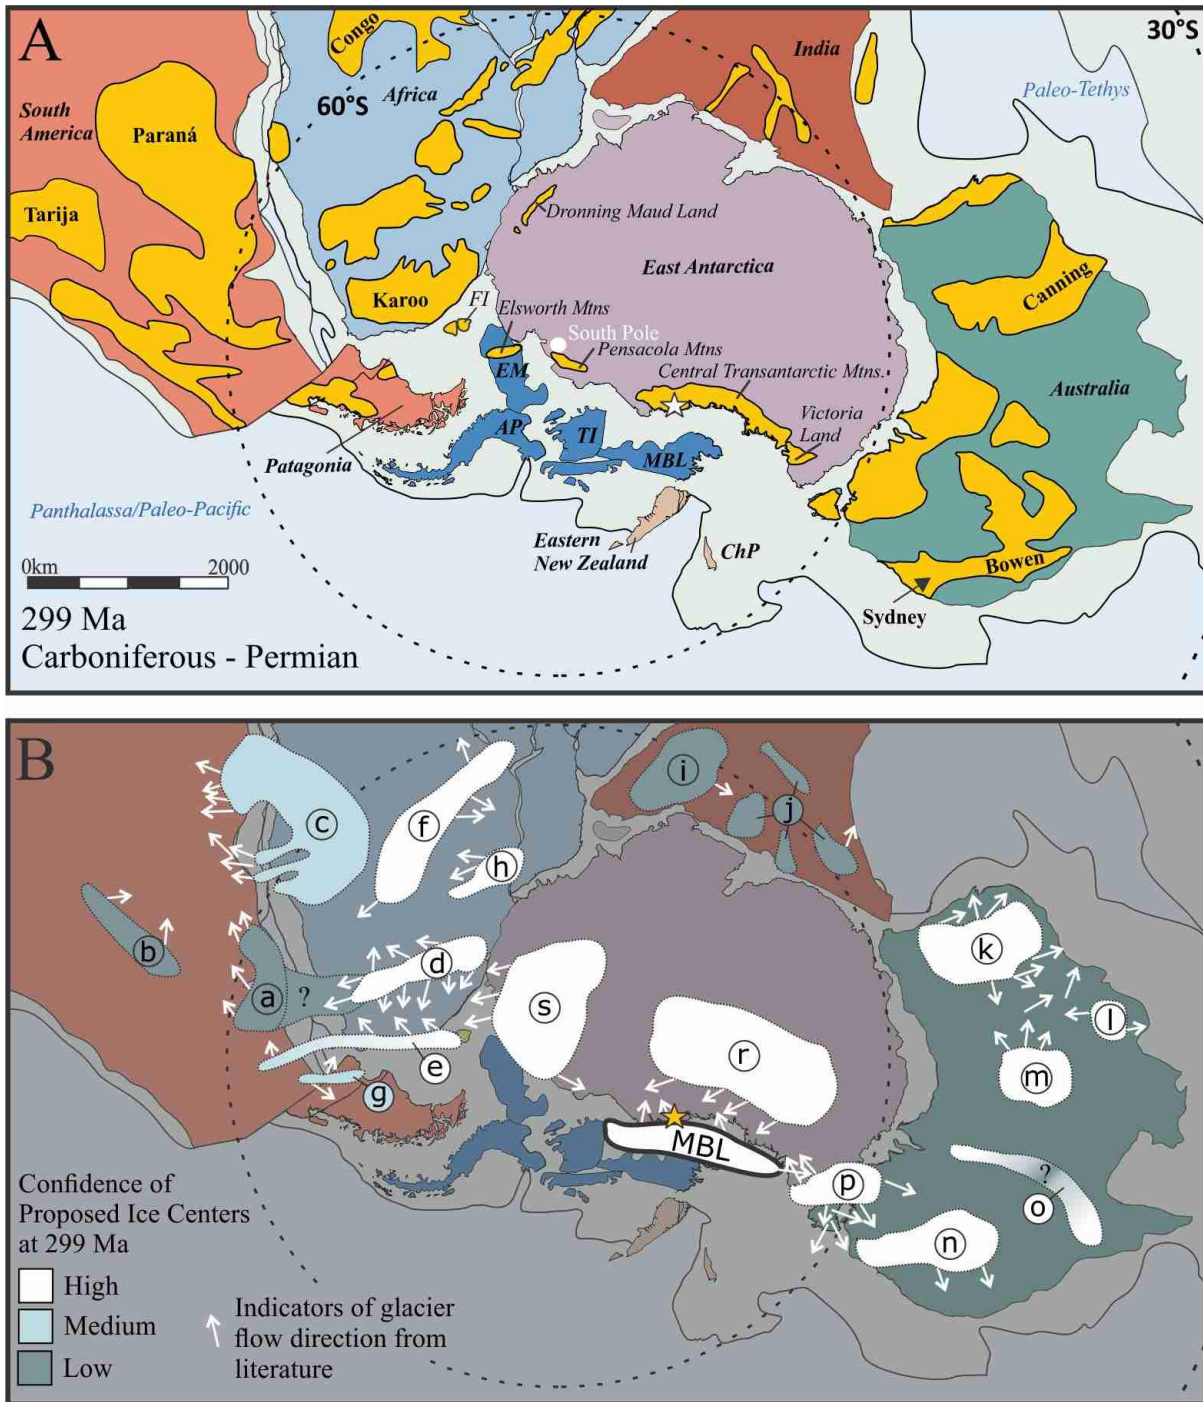 A
Congo
India
30°S
South
America
60°S
Africa
Paleo-Tethys
Paraná
Tarija
Dronning Maud Land
East Antarctica
Canning
Karoo
FI
Elsworth Mtns
South Pole
Pensacola Mtns
EM
Central Transantarctic Mtns.
Australia
AP
TI
Victoria
Land
MBL
Patagonia
Panthalassa/Paleo-Pacific
Eastern
New Zealand
ChP
Bowen
0km 2000
Sydney
299 Ma
Carboniferous - Permian
B
i
j
c
f
h
k
b
d
a
?
s
l
e
r
m
g
MBL
p
?
o
n
Confidence of
Proposed Ice Centers
at 299 Ma
High
Medium
Low
Indicators of glacier
flow direction from
literature